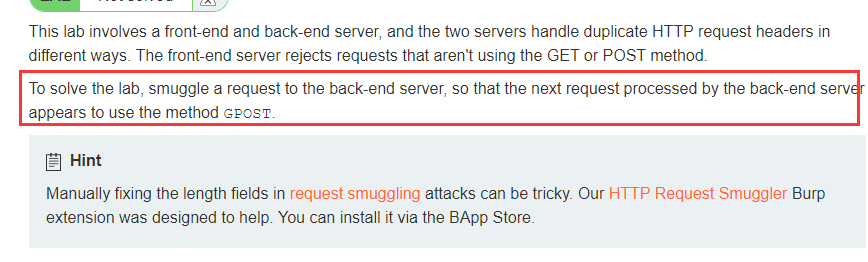 This lab involves a front-end and back-end server, and the two servers handle duplicate HTTP request headers in
different ways. The front-end server rejects requests that aren't using the GET or POST method.
To solve the lab, smuggle a request to the back-end server, so that the next request processed by the back-end server
appears to use the method GPOST.
Hint
Manually fixing the length fields in request smuggling attacks can be tricky. Our HTTP Request Smuggler Burp
extension was designed to help. You can install it via the BApp Store.